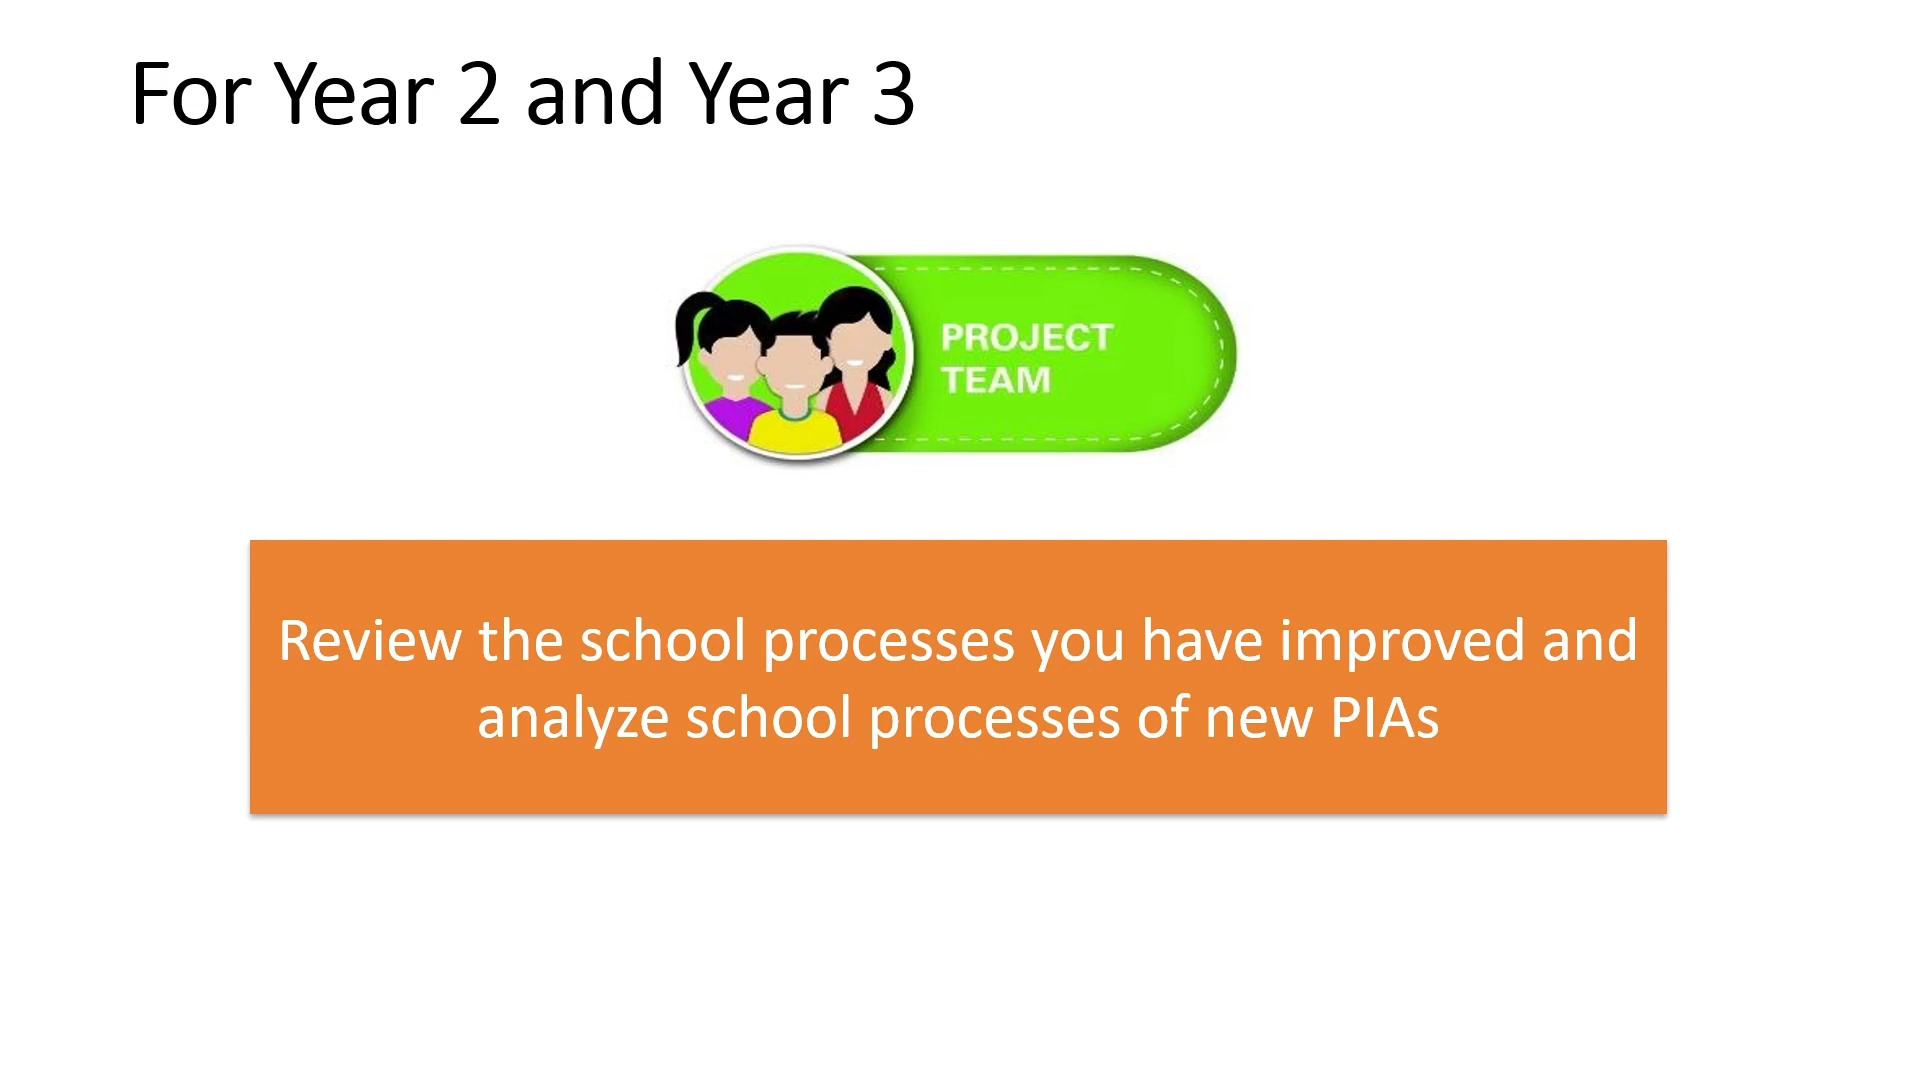 For Year 2 and Year 3
PROJECT
TEAM
Review the school processes you have improved and
analyze school processes of new PIAs